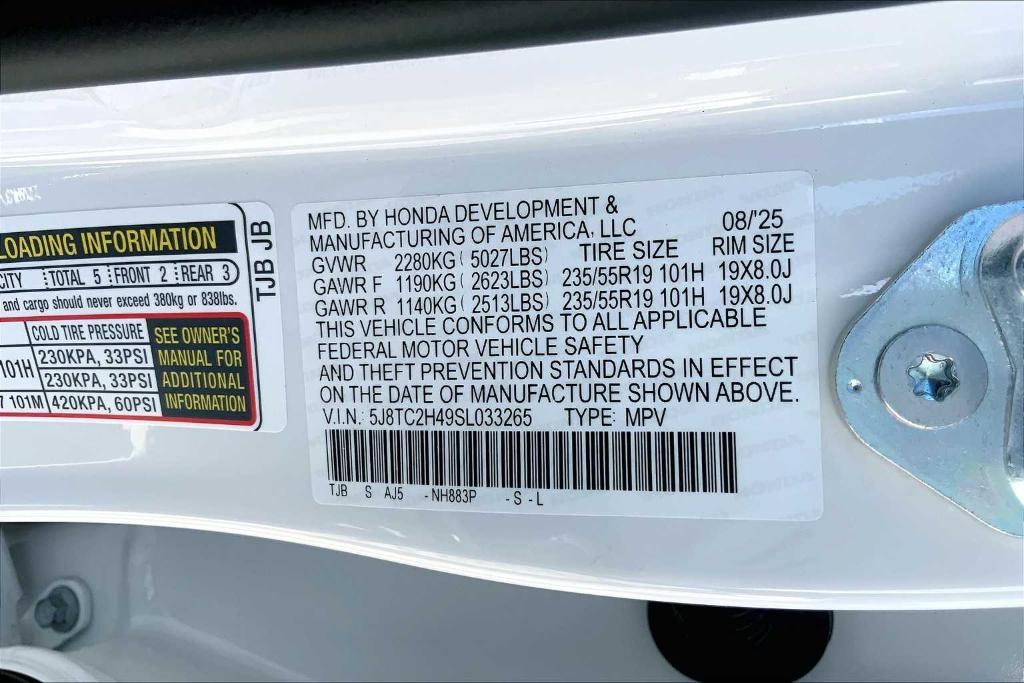 LOADING INFORMATION
CITY TOTAL 5 FRONT 2 REAR 3
and cargo should never exceed 380kg or 838lbs.
COLD TIRE PRESSURE
101H 230KPA, 33PSI
230KPA, 33PSI
7 101M 420KPA, 60PSI
SEE OWNER'S
MANUAL FOR
ADDITIONAL
INFORMATION
TJB JB
MFD. BY HONDA DEVELOPMENT &
MANUFACTURING OF AMERICA. LLC 08/'25
GVWR 2280KG ( 5027LBS) TIRE SIZE RIM SIZE
GAWR F 1190KG ( 2623LBS) 235/55R19 101H 19X8.0J
GAWR R 1140KG ( 2513LBS) 235/55R19 101H 19X8.0J
THIS VEHICLE CONFORMS TO ALL APPLICABLE
FEDERAL MOTOR VEHICLE SAFETY
AND THEFT PREVENTION STANDARDS IN EFFECT
ON THE DATE OF MANUFACTURE SHOWN ABOVE.
V.I.N.: 5J8TC2H49SL033265 TYPE: MPV
TJB S AJ5 -NH883P -S-L